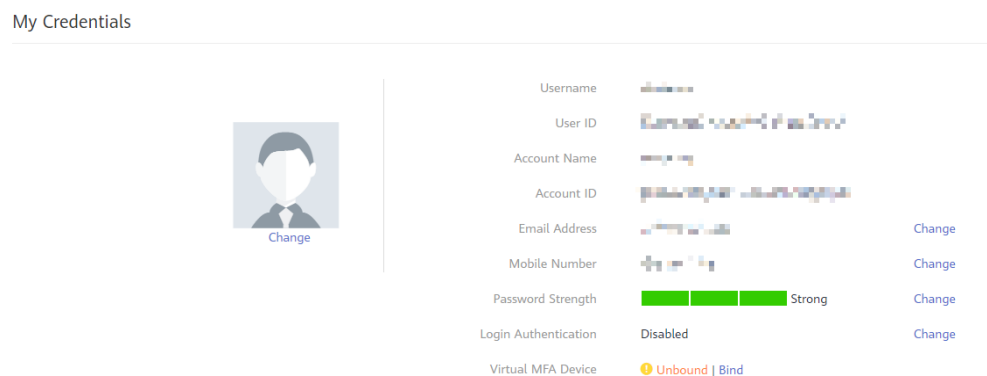 My Credentials
Username
User ID
Account Name
Account ID
Change
Email Address Change
Mobile Number Change
Password Strength Strong Change
Login Authentication Disabled Change
Virtual MFA Device ! Unbound | Bind